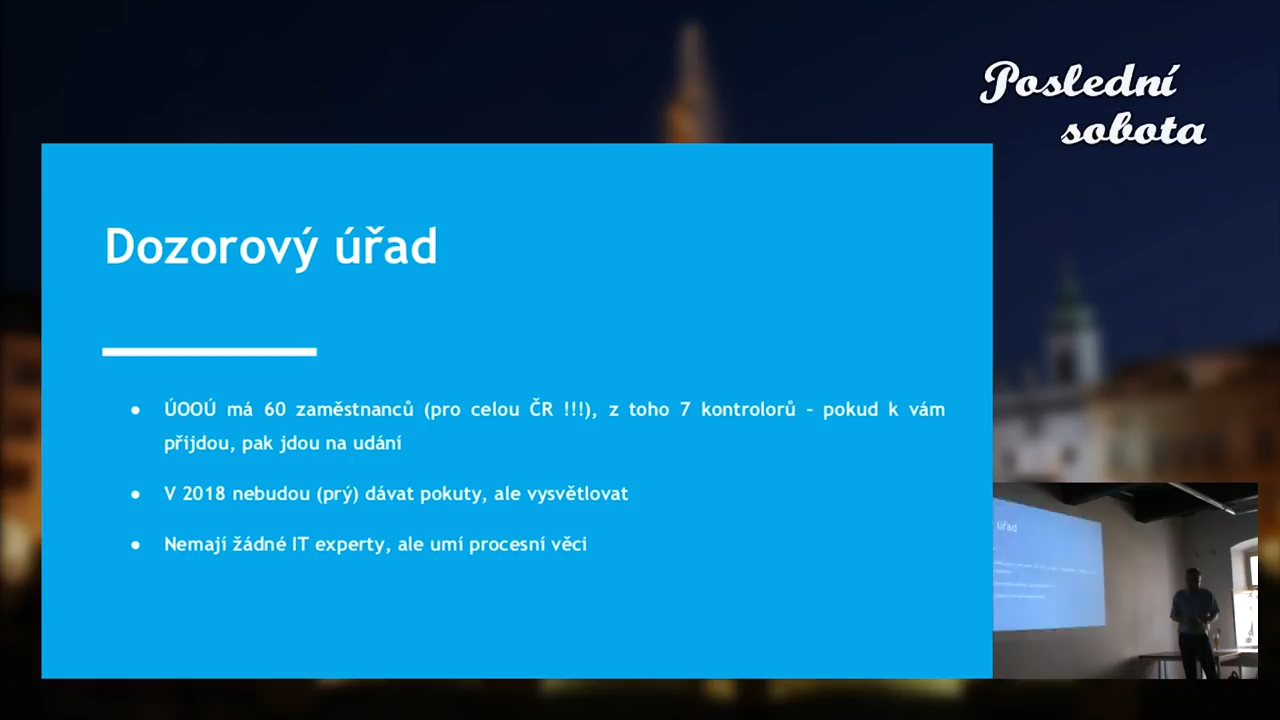 Poslední
sobota
Dozorový úřad
● ÚOOÚ má 60 zaměstnanců (pro celou ČR !!!), z toho 7 kontrolorů – pokud k vám
přijdou, pak jdou na udání
● V 2018 nebudou (prý) dávat pokuty, ale vysvětlovat
● Nemají žádné IT experty, ale umí procesní věci
úřad